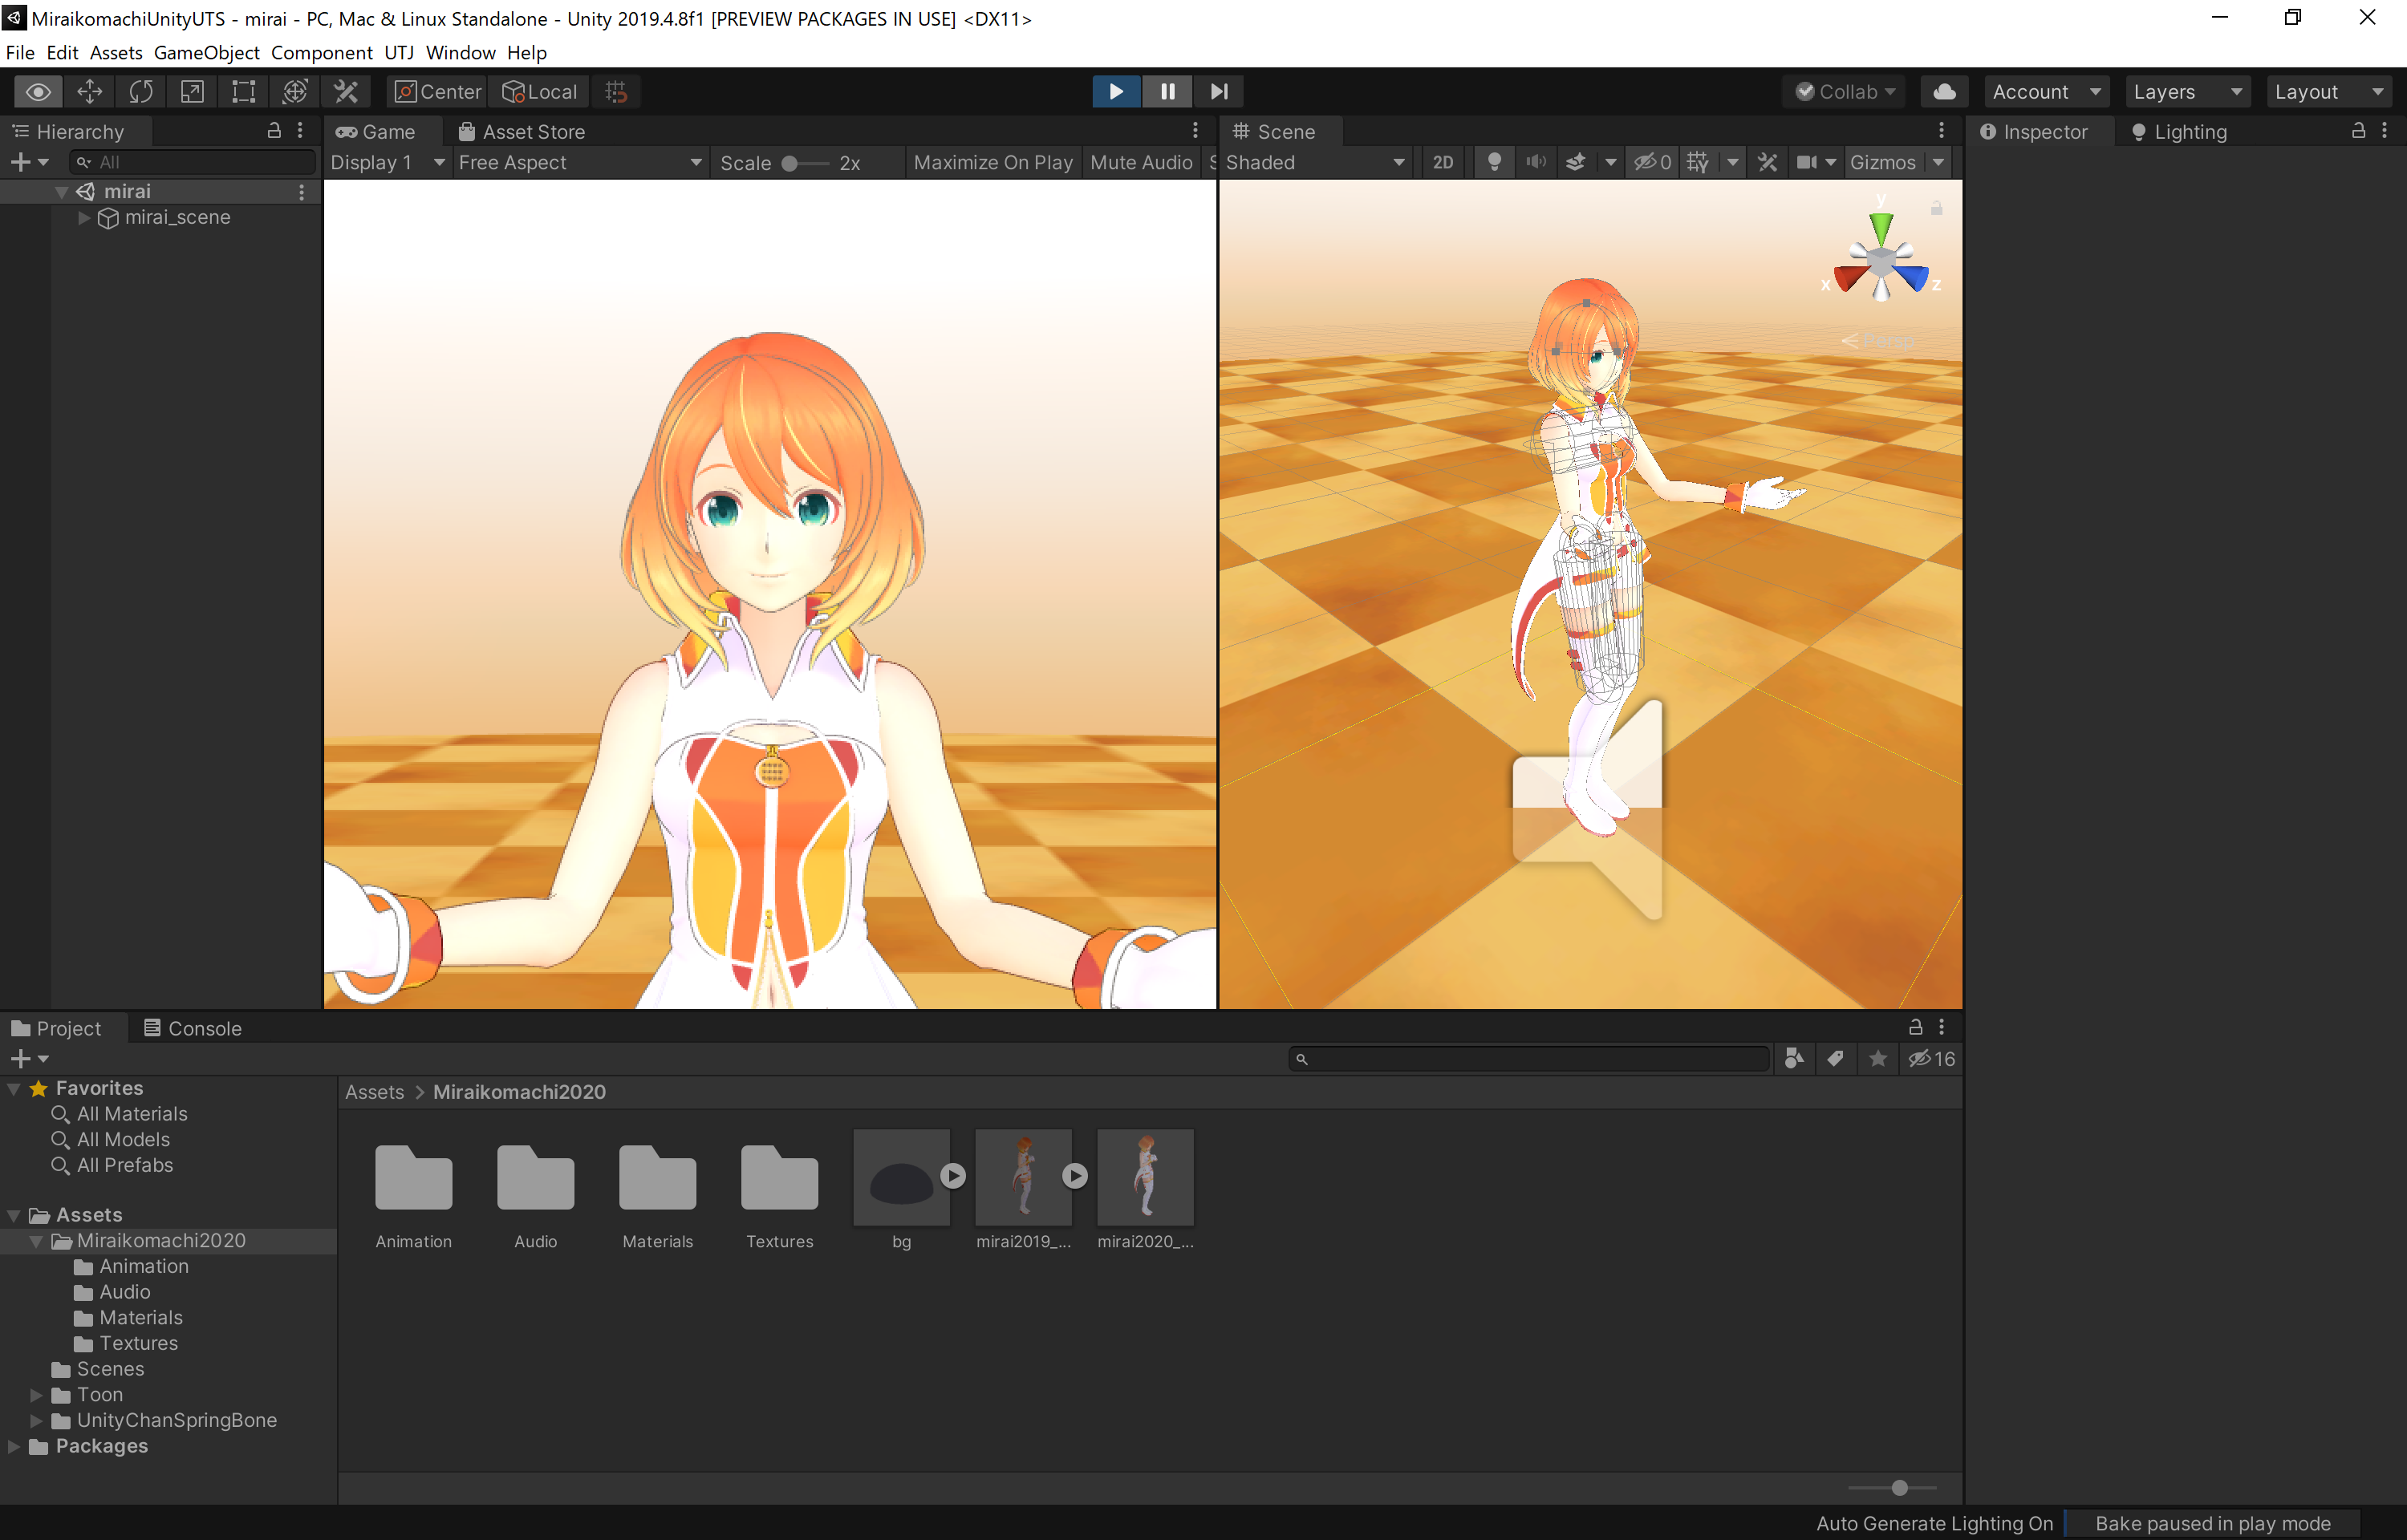 MiraikomachiUnityUTS - mirai - PC, Mac & Linux Standalone - Unity 2019.4.8f1 [PREVIEW PACKAGES IN USE] <DX11>
File Edit Assets GameObject Component UTJ Window Help
Center Local Collab Account Layers Layout
Hierarchy Game Asset Store Scene Inspector Lighting
All Display 1 Free Aspect Scale 2x Maximize On Play Mute Audio S Shaded 2D 0 Gizmos
mirai
mirai_scene
y
x z
Persp
Project Console
16
Favorites
All Materials
All Models
All Prefabs
Assets
Miraikomachi2020
Animation
Audio
Materials
Textures
Scenes
Toon
UnityChanSpringBone
Packages
Assets > Miraikomachi2020
Animation Audio Materials Textures bg mirai2019_... mirai2020_...
Auto Generate Lighting On Bake paused in play mode